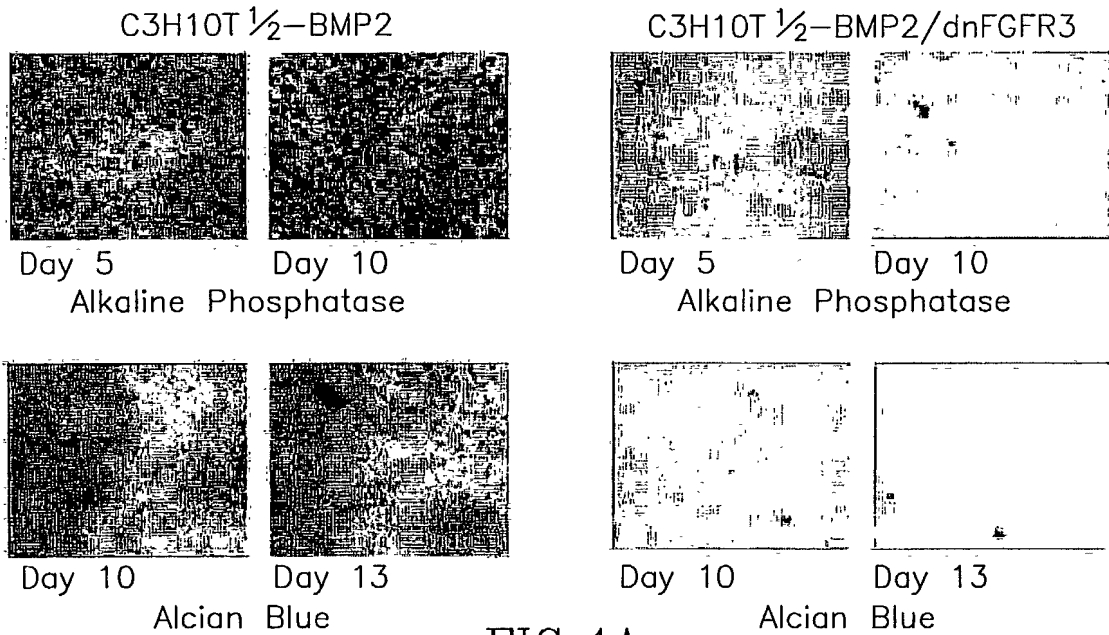 C3H10T ½-BMP2 C3H10T ½-BMP2/dnFGFR3
Day 5 Day 10 Day 5 Day 10
Alkaline Phosphatase Alkaline Phosphatase
Day 10 Day 13 Day 10 Day 13
Alcian Blue Alcian Blue